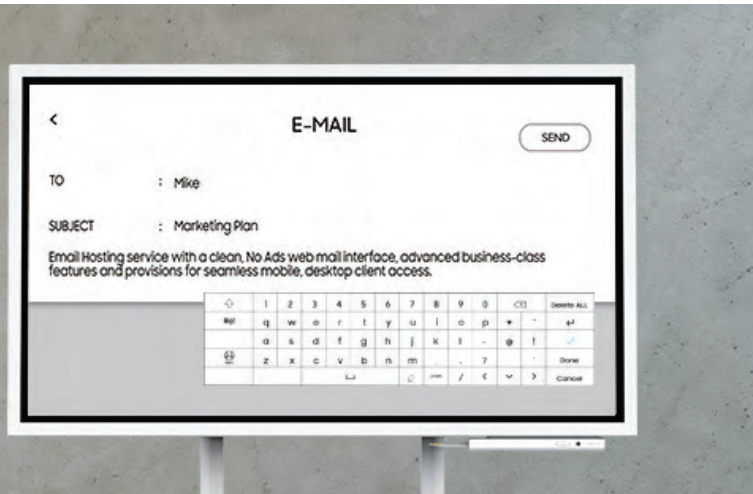 E-MAIL
SEND
TO : Mike
SUBJECT : Marketing Plan
Email Hosting service with a clean, No Ads web mail interface, advanced business-class
features and provisions for seamless mobile, desktop client access.
1 2 3 4 5 6 7 8 9 0 Delete ALL
q w e r t y u i o p *
a s d f g h j k l - @ !
z x c v b n m . ? Done
/ Cancel